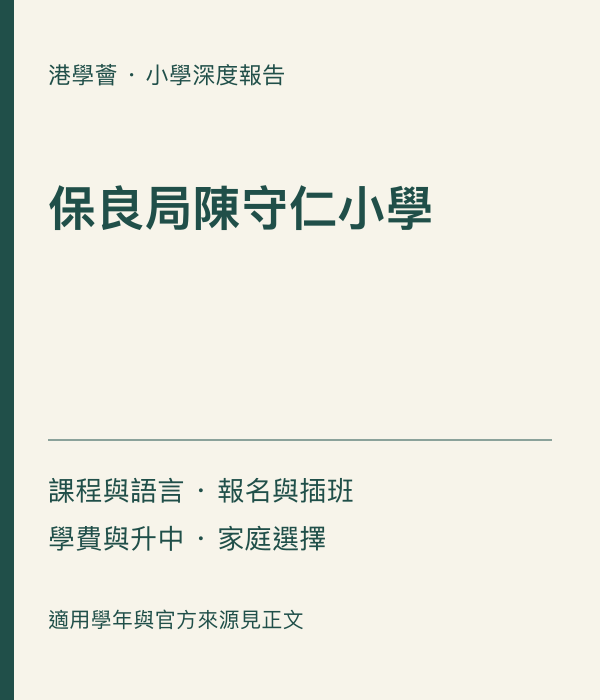 港學薈 · 小學深度報告
保良局陳守仁小學
課程與語言 · 報名與插班
學費與升中 · 家庭選擇
適用學年與官方來源見正文